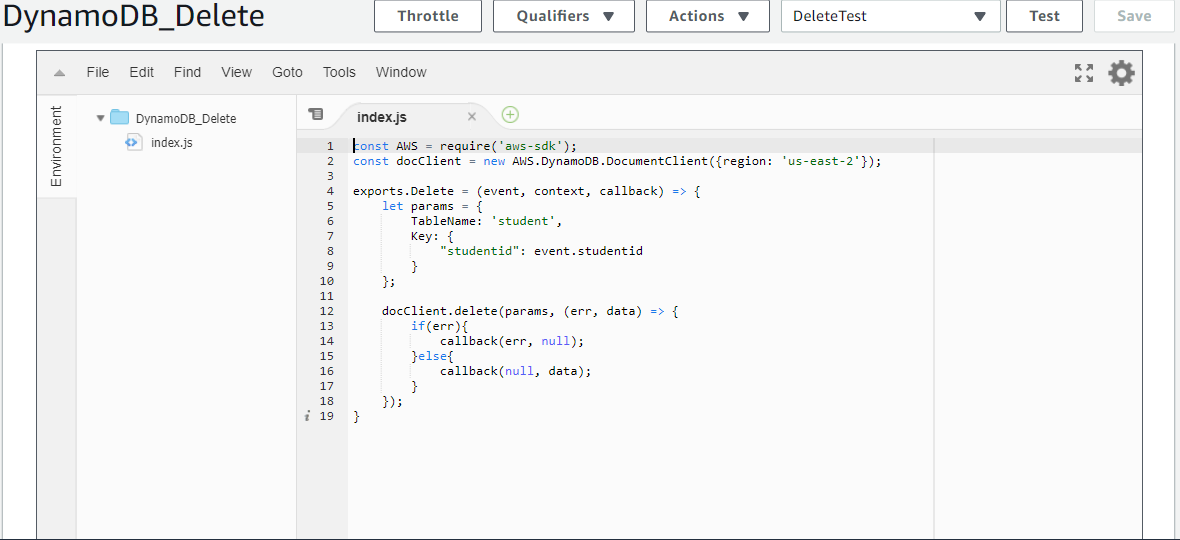 DynamoDB_Delete
Throttle
Qualifiers
Actions
DeleteTest
Test
Save
File Edit Find View Goto Tools Window
Environment
DynamoDB_Delete
index.js
index.js
1 const AWS = require('aws-sdk');
2 const docClient = new AWS.DynamoDB.DocumentClient({region: 'us-east-2'});
3
4 exports.Delete = (event, context, callback) => {
5     let params = {
6         TableName: 'student',
7         Key: {
8             "studentid": event.studentid
9         }
10     };
11
12     docClient.delete(params, (err, data) => {
13         if(err){
14             callback(err, null);
15         }else{
16             callback(null, data);
17         }
18     });
i 19 }